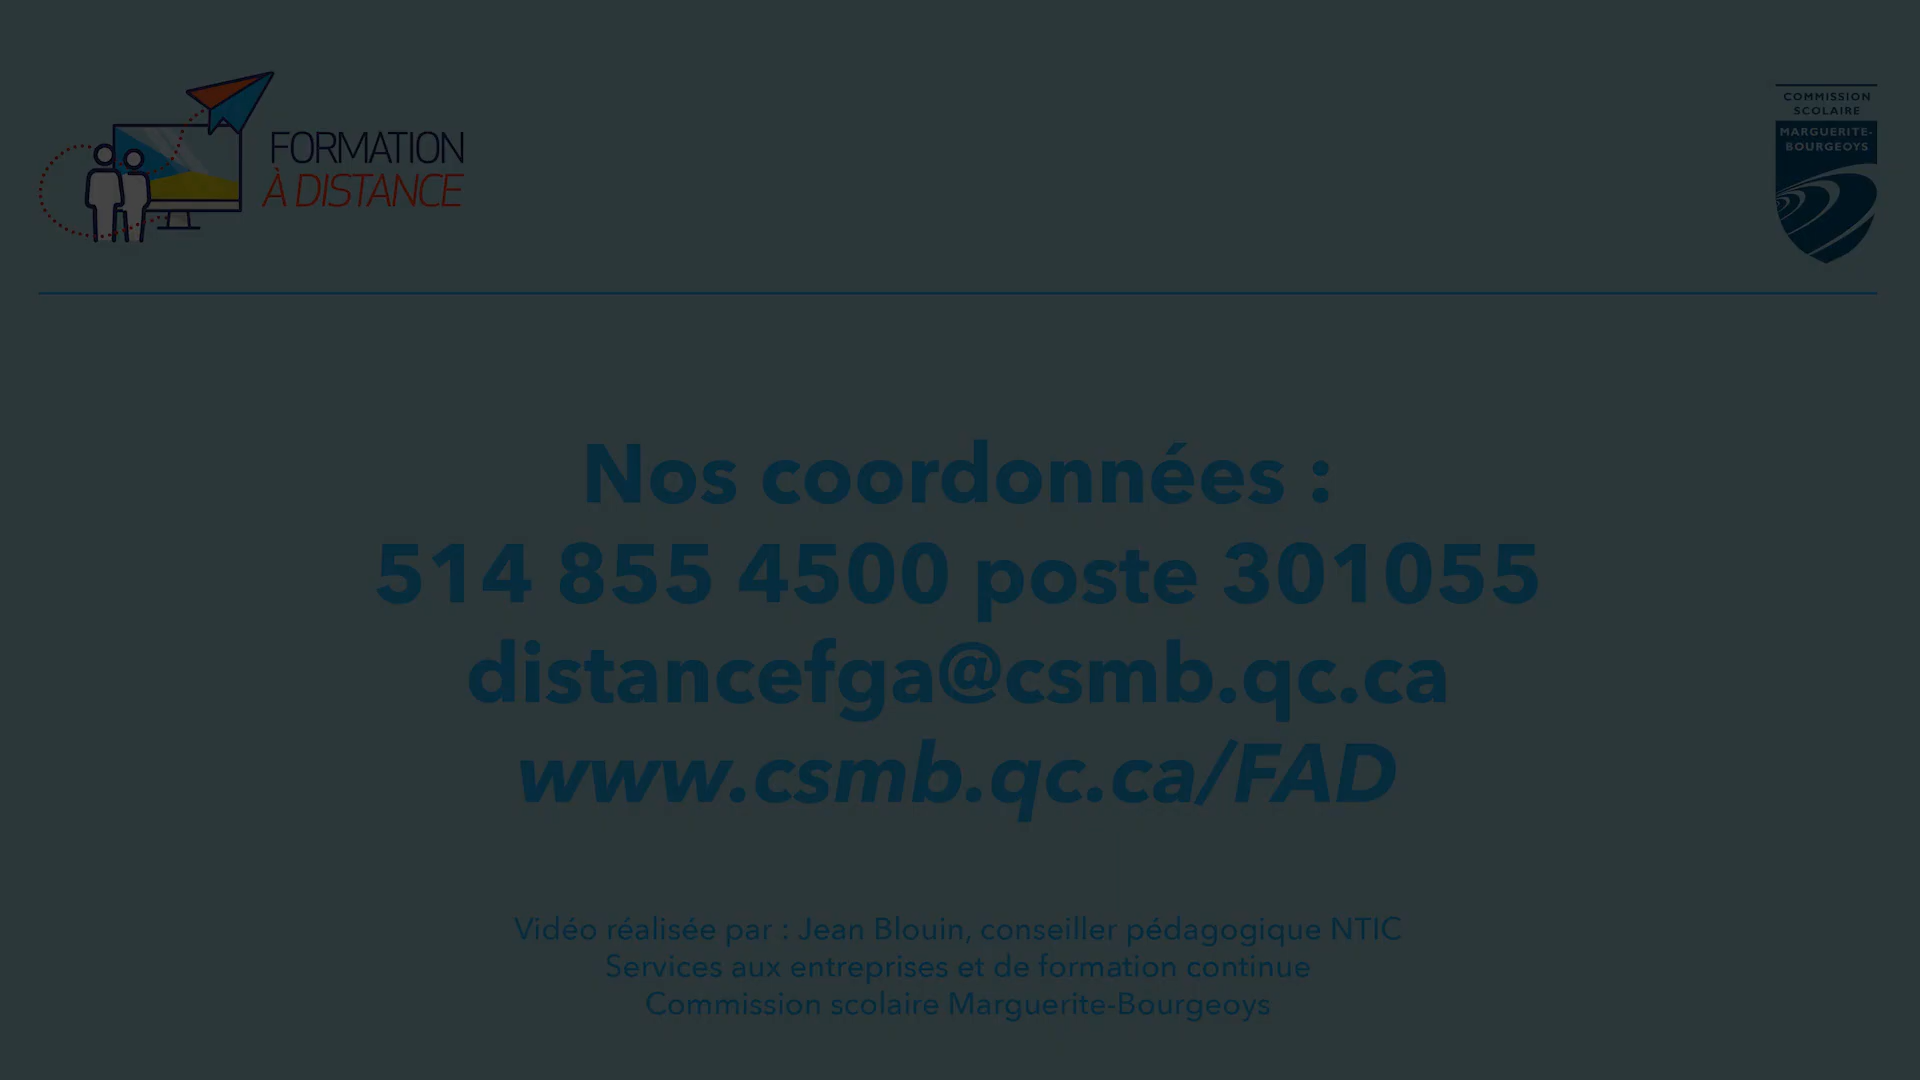 FORMATION
À DISTANCE
COMMISSION
SCOLAIRE
MARGUERITE-
BOURGEOYS
Nos coordonnées :
514 855 4500 poste 301055
distancefga@csmb.qc.ca
www.csmb.qc.ca/FAD
Vidéo réalisée par : Jean Blouin, conseiller pédagogique NTIC
Services aux entreprises et de formation continue
Commission scolaire Marguerite-Bourgeoys